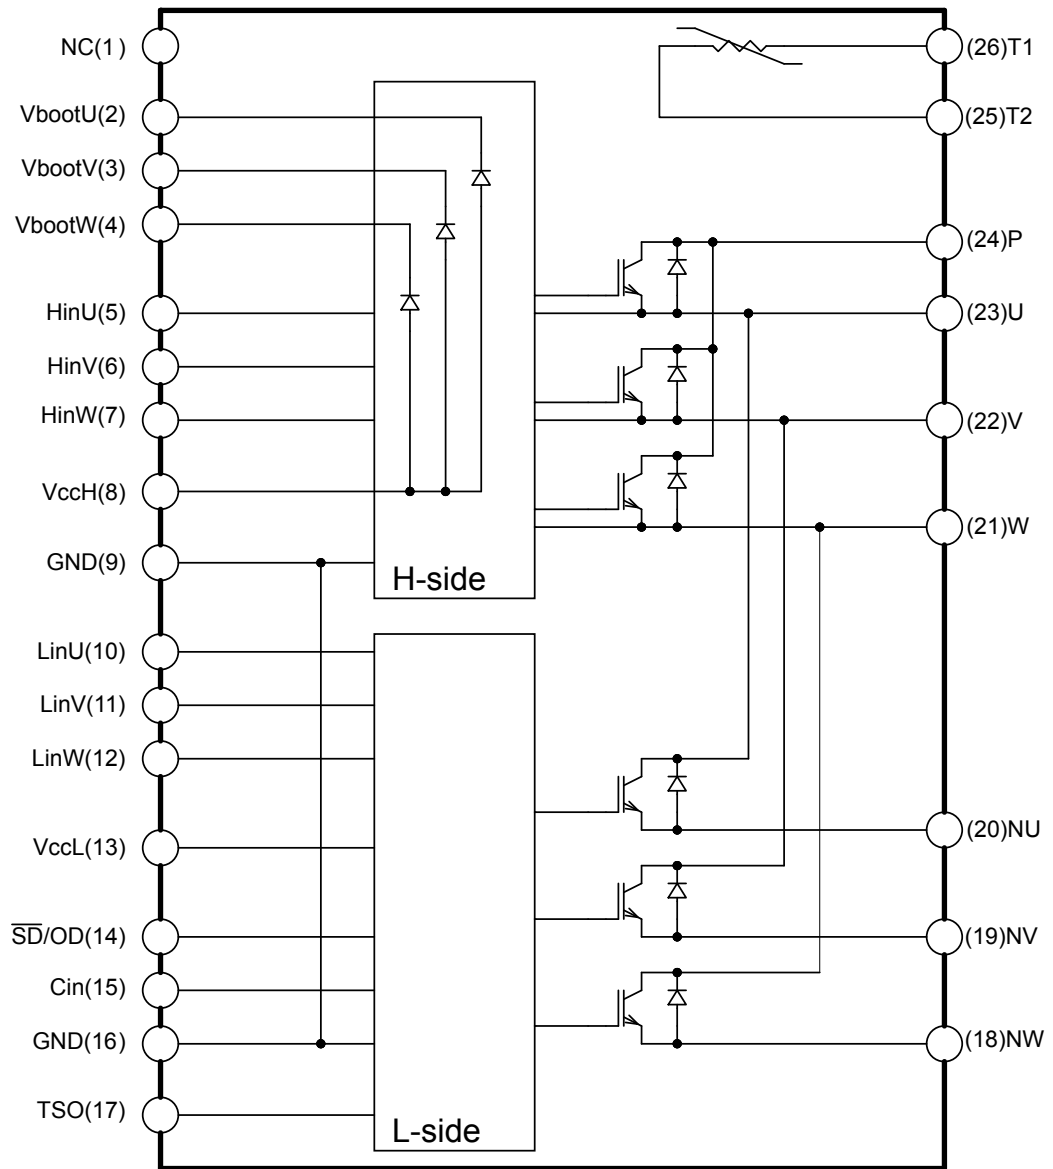 NC(1)
VbootU(2)
VbootV(3)
VbootW(4)
HinU(5)
HinV(6)
HinW(7)
VccH(8)
GND(9)
LinU(10)
LinV(11)
LinW(12)
VccL(13)
S̅D̅/OD(14)
Cin(15)
GND(16)
TSO(17)
H-side
L-side
(26)T1
(25)T2
(24)P
(23)U
(22)V
(21)W
(20)NU
(19)NV
(18)NW